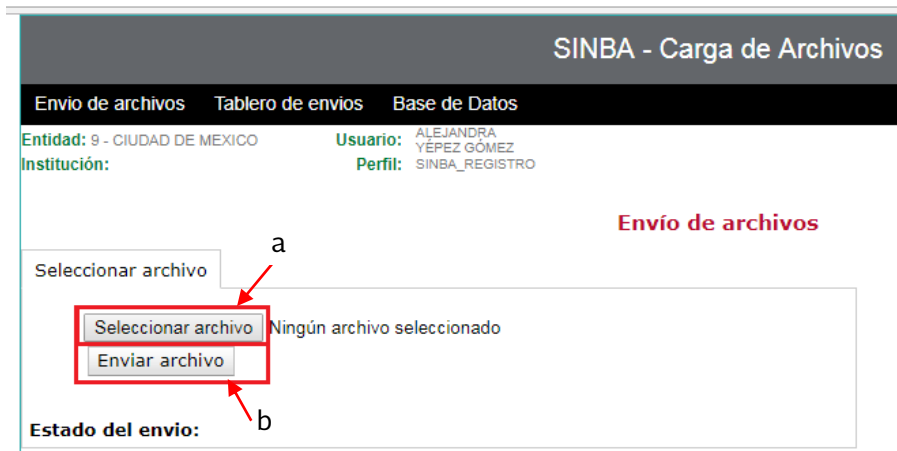 SINBA - Carga de Archivos
Envio de archivos Tablero de envios Base de Datos
Entidad: 9 - CIUDAD DE MEXICO Usuario: ALEJANDRA
YÉPEZ GÓMEZ
Institución: Perfil: SINBA_REGISTRO
Envío de archivos
a
Seleccionar archivo
Seleccionar archivo Ningún archivo seleccionado
Enviar archivo
b
Estado del envio: